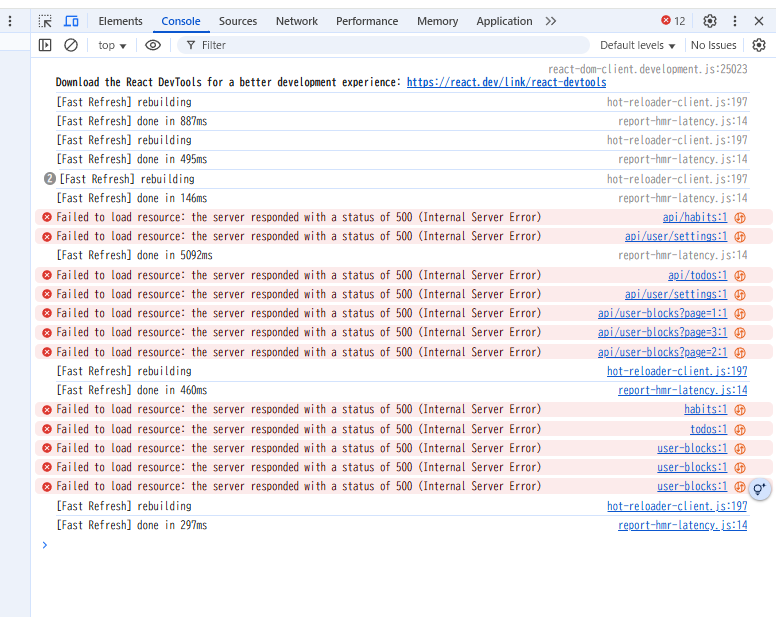 Elements Console Sources Network Performance Memory Application 12
top Filter Default levels No Issues
react-dom-client.development.js:25023
Download the React DevTools for a better development experience: https://react.dev/link/react-devtools
[Fast Refresh] rebuilding hot-reloader-client.js:197
[Fast Refresh] done in 887ms report-hmr-latency.js:14
[Fast Refresh] rebuilding hot-reloader-client.js:197
[Fast Refresh] done in 495ms report-hmr-latency.js:14
2 [Fast Refresh] rebuilding hot-reloader-client.js:197
[Fast Refresh] done in 146ms report-hmr-latency.js:14
Failed to load resource: the server responded with a status of 500 (Internal Server Error) api/habits:1
Failed to load resource: the server responded with a status of 500 (Internal Server Error) api/user/settings:1
[Fast Refresh] done in 5092ms report-hmr-latency.js:14
Failed to load resource: the server responded with a status of 500 (Internal Server Error) api/todos:1
Failed to load resource: the server responded with a status of 500 (Internal Server Error) api/user/settings:1
Failed to load resource: the server responded with a status of 500 (Internal Server Error) api/user-blocks?page=1:1
Failed to load resource: the server responded with a status of 500 (Internal Server Error) api/user-blocks?page=3:1
Failed to load resource: the server responded with a status of 500 (Internal Server Error) api/user-blocks?page=2:1
[Fast Refresh] rebuilding hot-reloader-client.js:197
[Fast Refresh] done in 460ms report-hmr-latency.js:14
Failed to load resource: the server responded with a status of 500 (Internal Server Error) habits:1
Failed to load resource: the server responded with a status of 500 (Internal Server Error) todos:1
Failed to load resource: the server responded with a status of 500 (Internal Server Error) user-blocks:1
Failed to load resource: the server responded with a status of 500 (Internal Server Error) user-blocks:1
Failed to load resource: the server responded with a status of 500 (Internal Server Error) user-blocks:1
[Fast Refresh] rebuilding hot-reloader-client.js:197
[Fast Refresh] done in 297ms report-hmr-latency.js:14